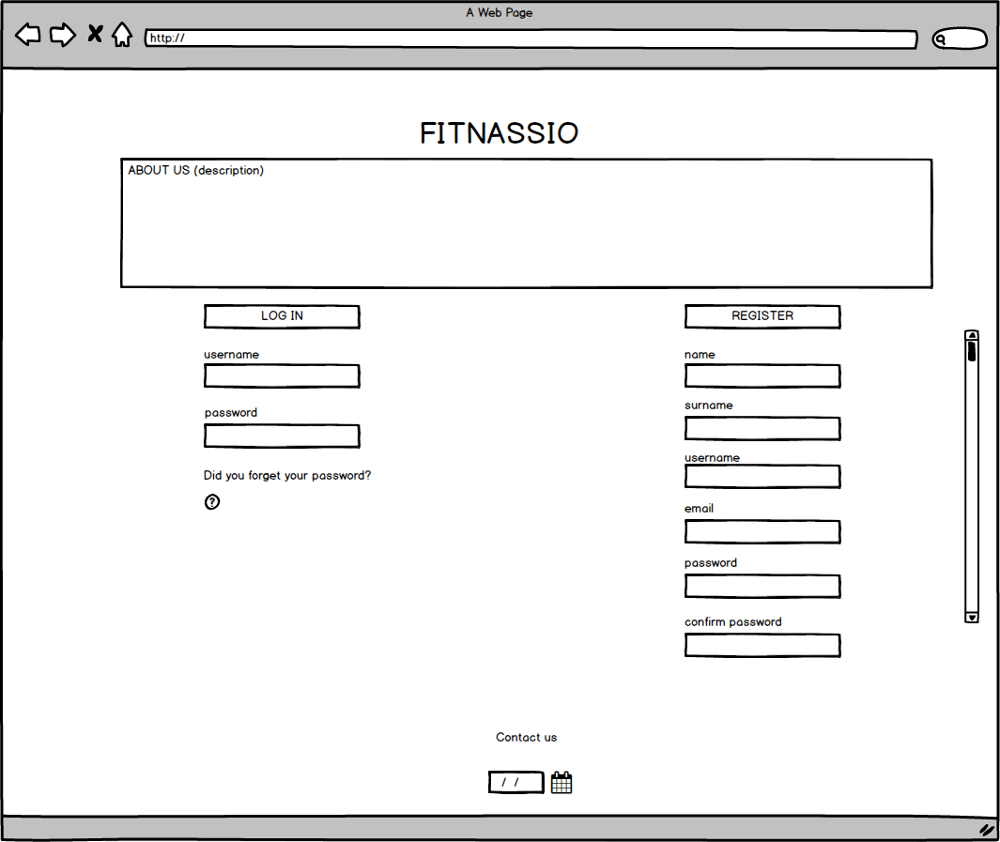 A Web Page
http://
FITNASSIO
ABOUT US (description)
LOG IN
username
password
Did you forget your password?
?
REGISTER
name
surname
username
email
password
confirm password
Contact us
/ /